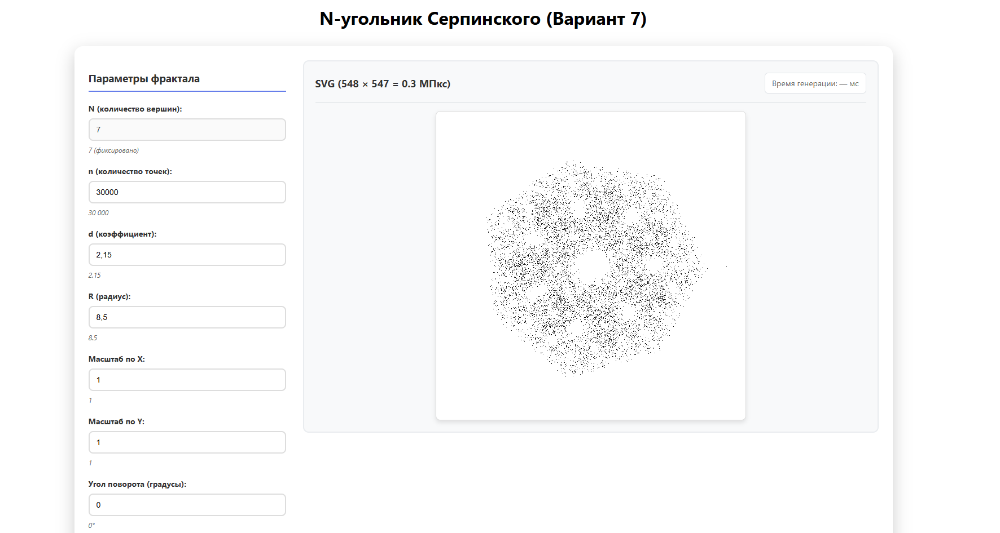 N-угольник Серпинского (Вариант 7)
Параметры фрактала
N (количество вершин):
7
7 (фиксировано)
n (количество точек):
30000
30 000
d (коэффициент):
2,15
2.15
R (радиус):
8,5
8.5
Масштаб по X:
1
1
Масштаб по Y:
1
1
Угол поворота (градусы):
0
0°
SVG (548 × 547 = 0.3 МПкс)
Время генерации: — мс